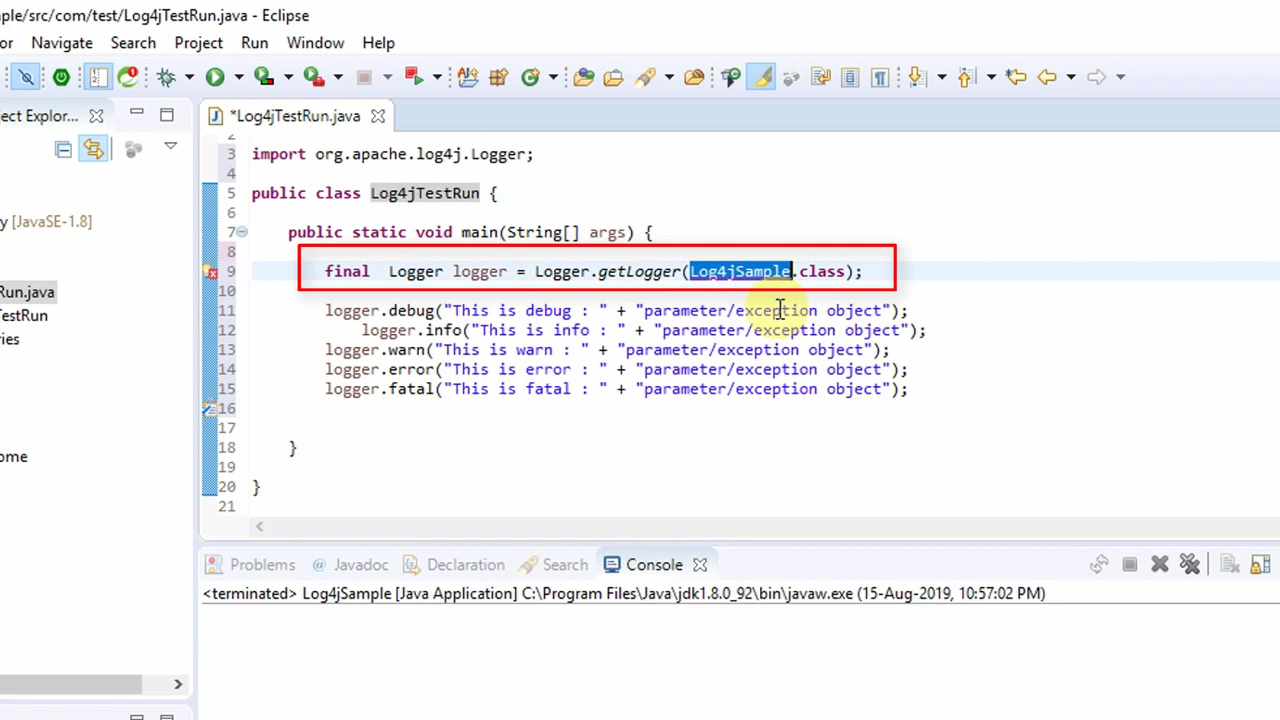 ple/src/com/test/Log4jTestRun.java - Eclipse
or Navigate Search Project Run Window Help
ject Explor...
*Log4jTestRun.java
2
3 import org.apache.log4j.Logger;
4
5 public class Log4jTestRun {
6
7 public static void main(String[] args) {
8
9 final Logger logger = Logger.getLogger(Log4jSample.class);
10
11 logger.debug("This is debug : " + "parameter/exception object");
12 logger.info("This is info : " + "parameter/exception object");
13 logger.warn("This is warn : " + "parameter/exception object");
14 logger.error("This is error : " + "parameter/exception object");
15 logger.fatal("This is fatal : " + "parameter/exception object");
16
17
18 }
19
20 }
21
y [JavaSE-1.8]
Run.java
TestRun
ries
ome
Problems @ Javadoc Declaration Search Console
<terminated> Log4jSample [Java Application] C:\Program Files\Java\jdk1.8.0_92\bin\javaw.exe (15-Aug-2019, 10:57:02 PM)